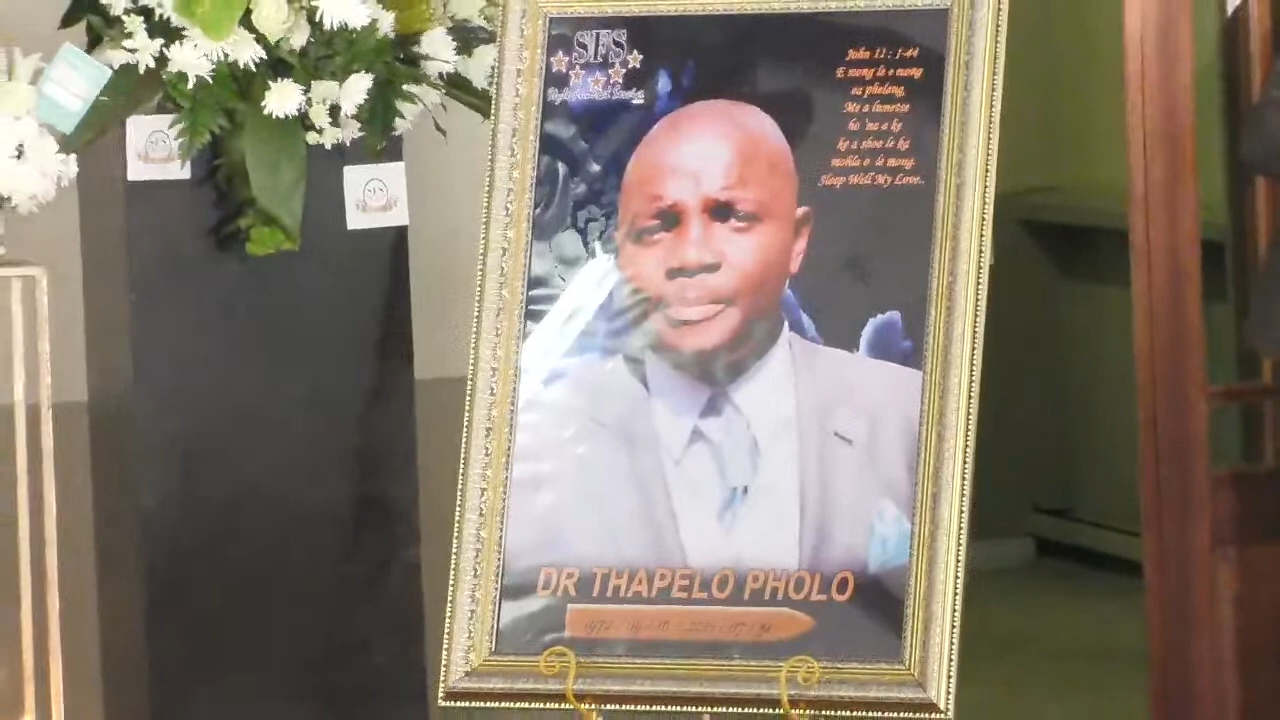 SFS
John 11 : 1-44
E mong le e mong
ea phelang,
Me a lumetse
ho 'na a ke
ke a shoe le ka
mohla o le mong.
Sleep Well My Love..
DR THAPELO PHOLO